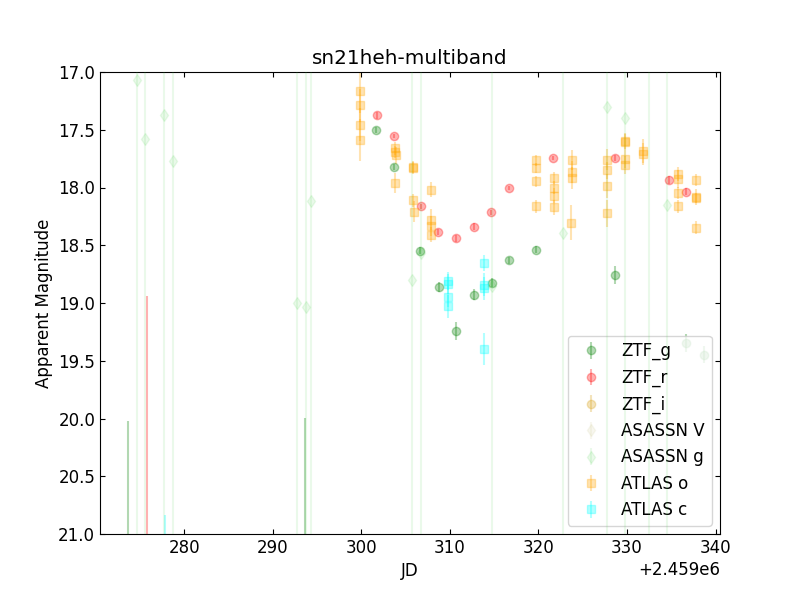 sn21heh-multiband
Apparent Magnitude
17.0
17.5
18.0
18.5
19.0
19.5
20.0
20.5
21.0
ZTF_g
ZTF_r
ZTF_i
ASASSN V
ASASSN g
ATLAS o
ATLAS c
280
290
300
310
320
330
340
JD
+2.459e6